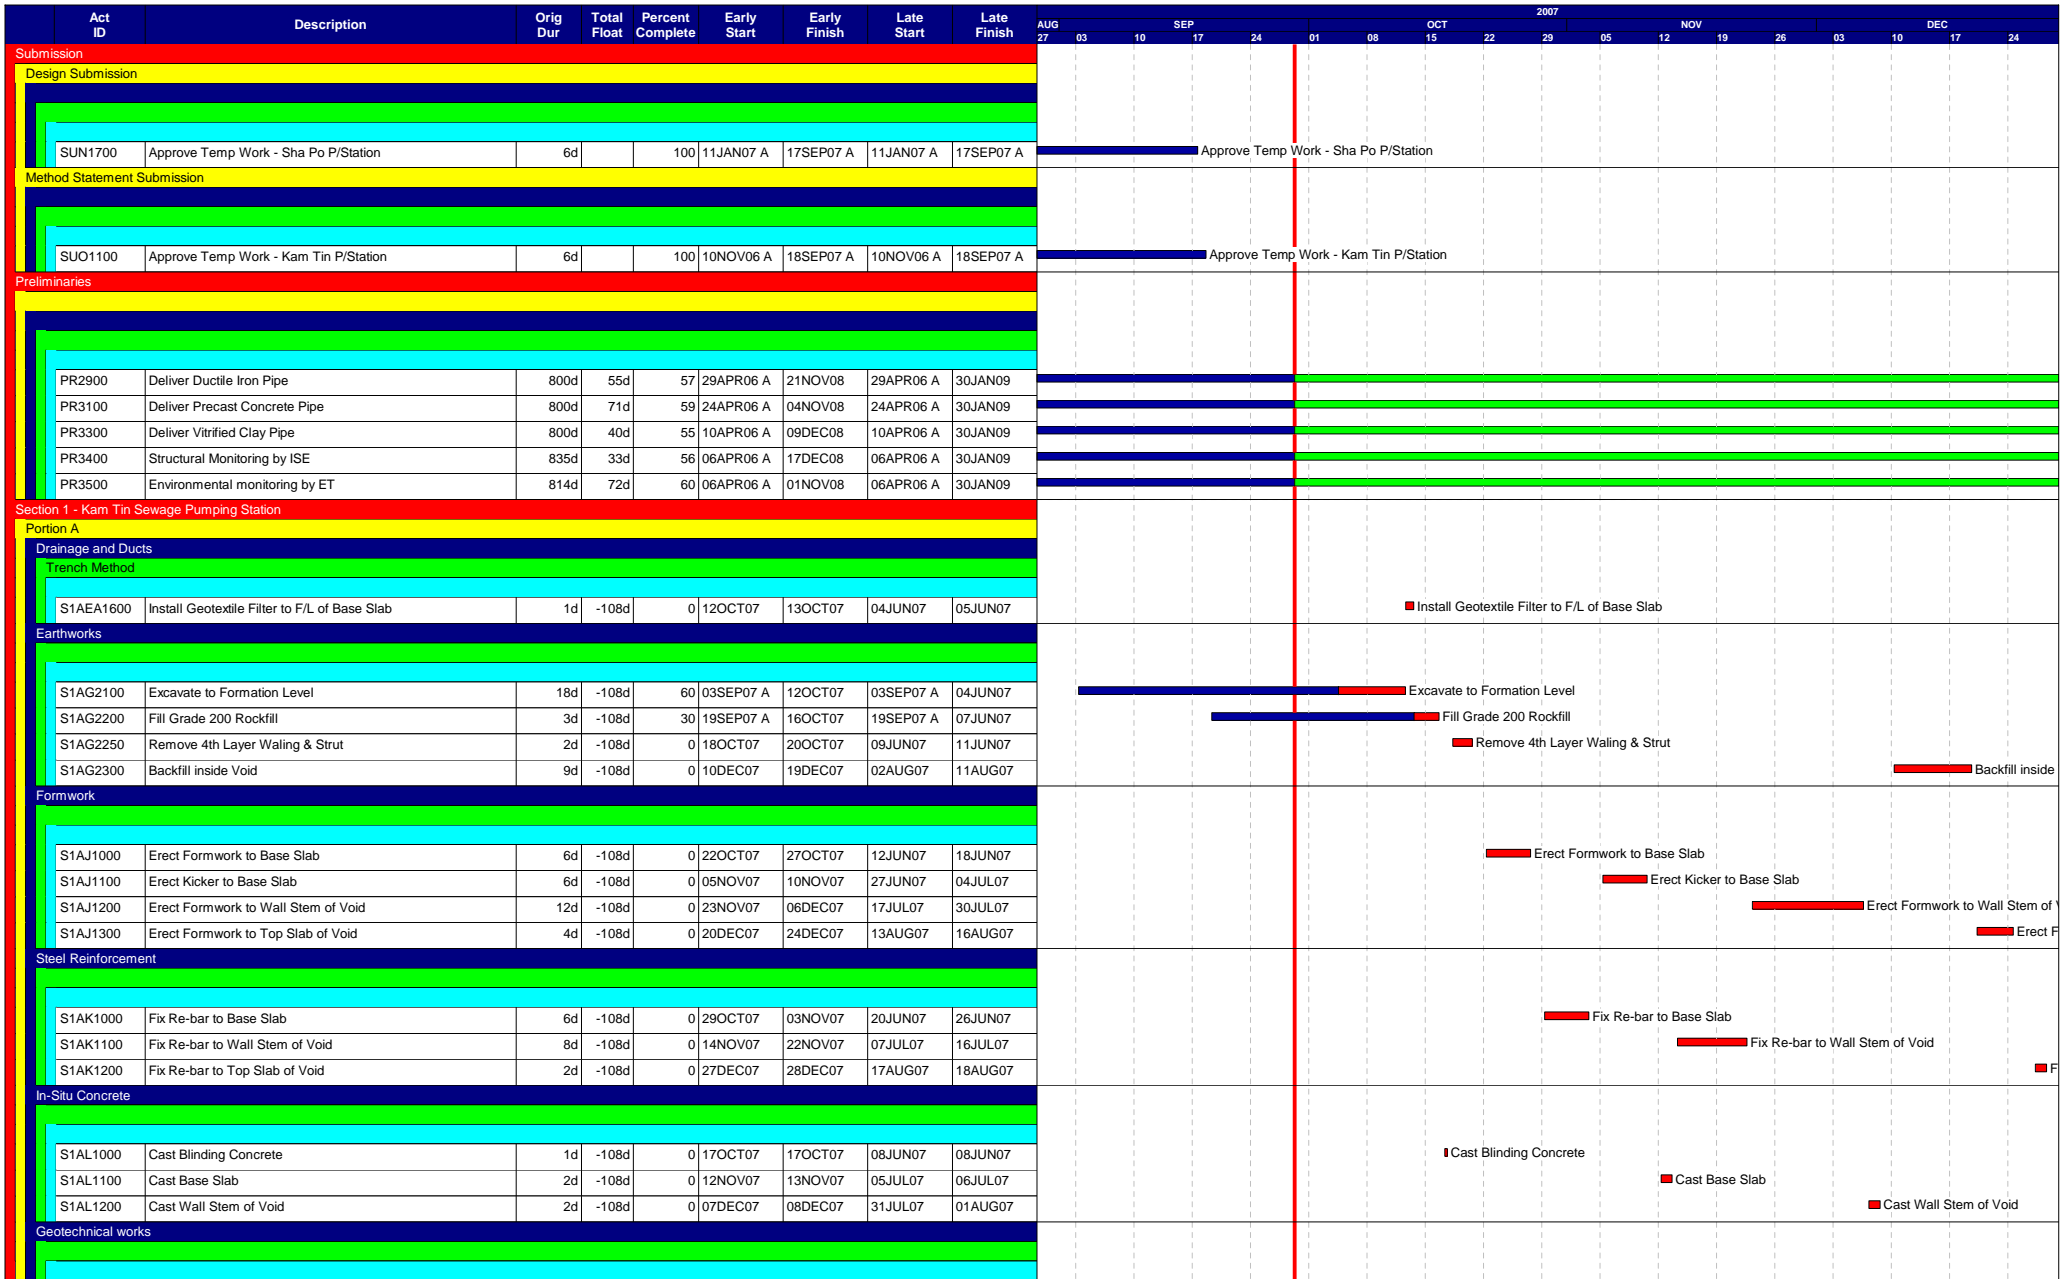 Act ID Description Orig Dur Total Float Percent Complete Early Start Early Finish Late Start Late Finish
2007
AUG SEP OCT NOV DEC
27 03 10 17 24 01 08 15 22 29 05 12 19 26 03 10 17 24
Submission
Design Submission
SUN1700 Approve Temp Work - Sha Po P/Station 6d 100 11JAN07 A 17SEP07 A 11JAN07 A 17SEP07 A Approve Temp Work - Sha Po P/Station
Method Statement Submission
SUO1100 Approve Temp Work - Kam Tin P/Station 6d 100 10NOV06 A 18SEP07 A 10NOV06 A 18SEP07 A Approve Temp Work - Kam Tin P/Station
Preliminaries
PR2900 Deliver Ductile Iron Pipe 800d 55d 57 29APR06 A 21NOV08 29APR06 A 30JAN09
PR3100 Deliver Precast Concrete Pipe 800d 71d 59 24APR06 A 04NOV08 24APR06 A 30JAN09
PR3300 Deliver Vitrified Clay Pipe 800d 40d 55 10APR06 A 09DEC08 10APR06 A 30JAN09
PR3400 Structural Monitoring by ISE 835d 33d 56 06APR06 A 17DEC08 06APR06 A 30JAN09
PR3500 Environmental monitoring by ET 814d 72d 60 06APR06 A 01NOV08 06APR06 A 30JAN09
Section 1 - Kam Tin Sewage Pumping Station
Portion A
Drainage and Ducts
Trench Method
S1AEA1600 Install Geotextile Filter to F/L of Base Slab 1d -108d 0 12OCT07 13OCT07 04JUN07 05JUN07 Install Geotextile Filter to F/L of Base Slab
Earthworks
S1AG2100 Excavate to Formation Level 18d -108d 60 03SEP07 A 12OCT07 03SEP07 A 04JUN07 Excavate to Formation Level
S1AG2200 Fill Grade 200 Rockfill 3d -108d 30 19SEP07 A 16OCT07 19SEP07 A 07JUN07 Fill Grade 200 Rockfill
S1AG2250 Remove 4th Layer Waling & Strut 2d -108d 0 18OCT07 20OCT07 09JUN07 11JUN07 Remove 4th Layer Waling & Strut
S1AG2300 Backfill inside Void 9d -108d 0 10DEC07 19DEC07 02AUG07 11AUG07 Backfill inside
Formwork
S1AJ1000 Erect Formwork to Base Slab 6d -108d 0 22OCT07 27OCT07 12JUN07 18JUN07 Erect Formwork to Base Slab
S1AJ1100 Erect Kicker to Base Slab 6d -108d 0 05NOV07 10NOV07 27JUN07 04JUL07 Erect Kicker to Base Slab
S1AJ1200 Erect Formwork to Wall Stem of Void 12d -108d 0 23NOV07 06DEC07 17JUL07 30JUL07 Erect Formwork to Wall Stem of
S1AJ1300 Erect Formwork to Top Slab of Void 4d -108d 0 20DEC07 24DEC07 13AUG07 16AUG07 Erect F
Steel Reinforcement
S1AK1000 Fix Re-bar to Base Slab 6d -108d 0 29OCT07 03NOV07 20JUN07 26JUN07 Fix Re-bar to Base Slab
S1AK1100 Fix Re-bar to Wall Stem of Void 8d -108d 0 14NOV07 22NOV07 07JUL07 16JUL07 Fix Re-bar to Wall Stem of Void
S1AK1200 Fix Re-bar to Top Slab of Void 2d -108d 0 27DEC07 28DEC07 17AUG07 18AUG07 F
In-Situ Concrete
S1AL1000 Cast Blinding Concrete 1d -108d 0 17OCT07 17OCT07 08JUN07 08JUN07 Cast Blinding Concrete
S1AL1100 Cast Base Slab 2d -108d 0 12NOV07 13NOV07 05JUL07 06JUL07 Cast Base Slab
S1AL1200 Cast Wall Stem of Void 2d -108d 0 07DEC07 08DEC07 31JUL07 01AUG07 Cast Wall Stem of Void
Geotechnical works